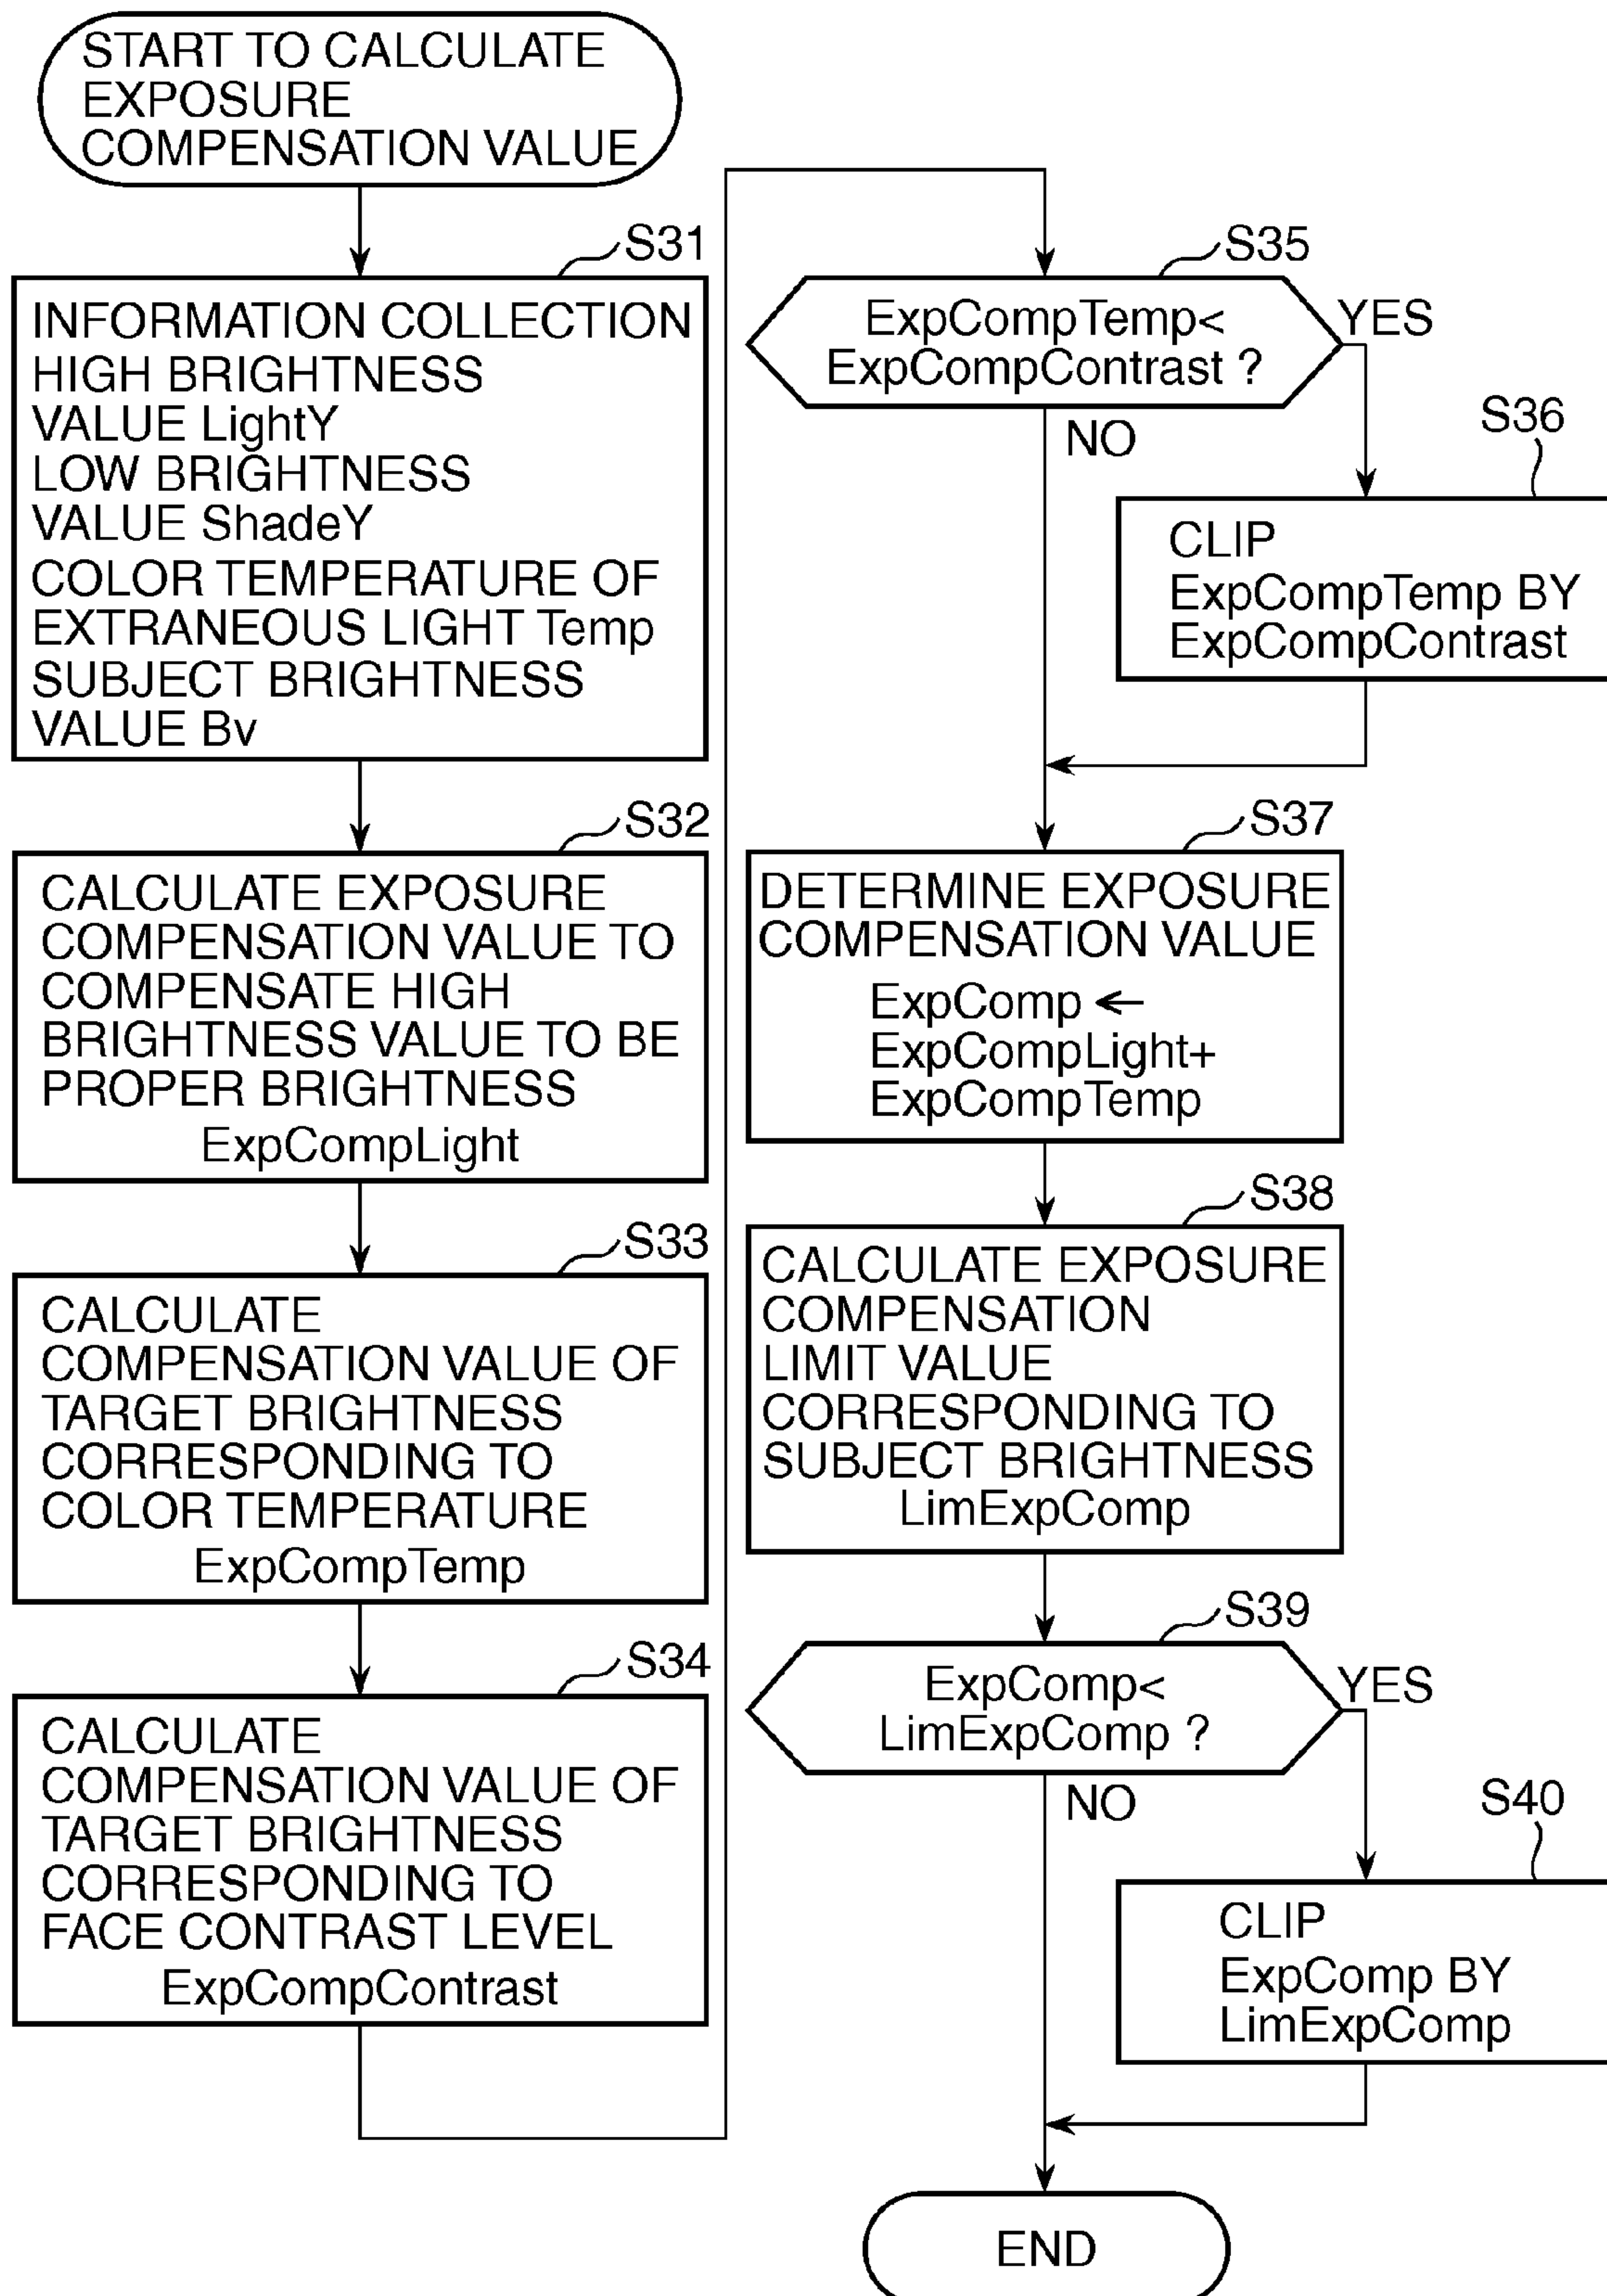 START TO CALCULATE
EXPOSURE
COMPENSATION VALUE
S31
INFORMATION COLLECTION
HIGH BRIGHTNESS
VALUE LightY
LOW BRIGHTNESS
VALUE ShadeY
COLOR TEMPERATURE OF
EXTRANEOUS LIGHT Temp
SUBJECT BRIGHTNESS
VALUE Bv
S32
CALCULATE EXPOSURE
COMPENSATION VALUE TO
COMPENSATE HIGH
BRIGHTNESS VALUE TO BE
PROPER BRIGHTNESS
ExpCompLight
S33
CALCULATE
COMPENSATION VALUE OF
TARGET BRIGHTNESS
CORRESPONDING TO
COLOR TEMPERATURE
ExpCompTemp
S34
CALCULATE
COMPENSATION VALUE OF
TARGET BRIGHTNESS
CORRESPONDING TO
FACE CONTRAST LEVEL
ExpCompContrast
S35
ExpCompTemp<
ExpCompContrast ?
YES
NO
S36
CLIP
ExpCompTemp BY
ExpCompContrast
S37
DETERMINE EXPOSURE
COMPENSATION VALUE
ExpComp ←
ExpCompLight+
ExpCompTemp
S38
CALCULATE EXPOSURE
COMPENSATION
LIMIT VALUE
CORRESPONDING TO
SUBJECT BRIGHTNESS
LimExpComp
S39
ExpComp<
LimExpComp ?
YES
NO
S40
CLIP
ExpComp BY
LimExpComp
END